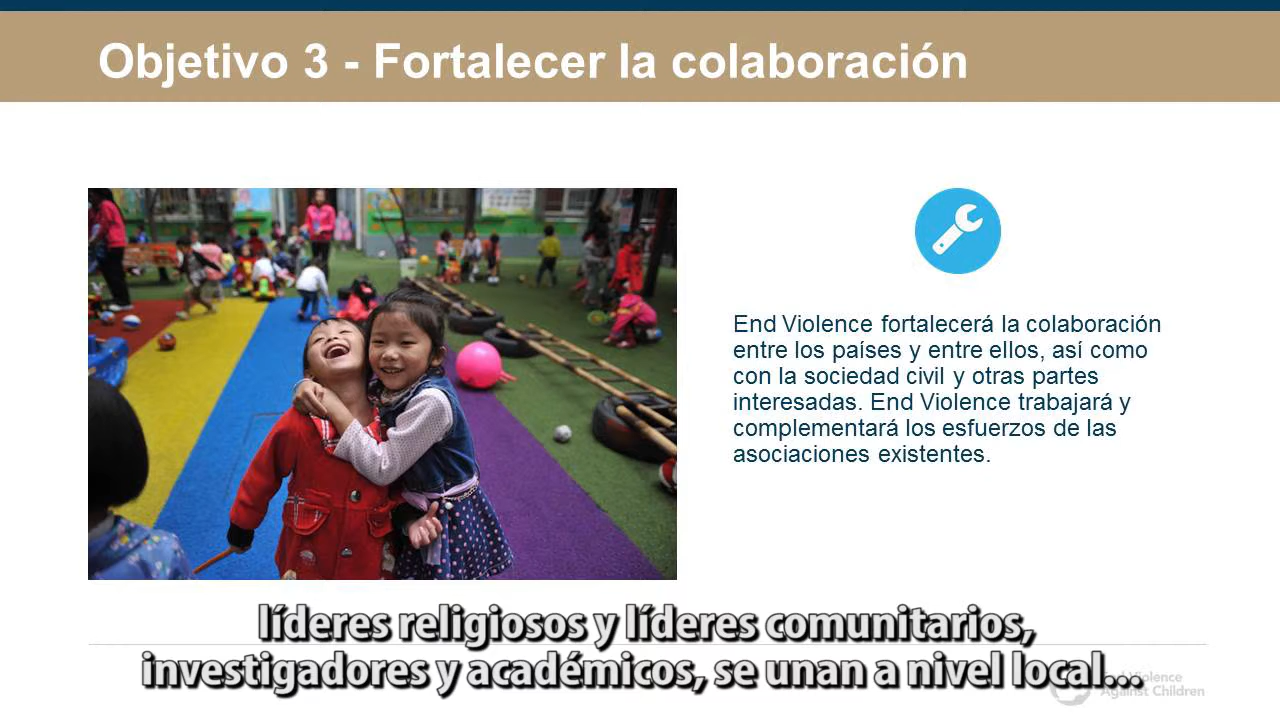 Objetivo 3 - Fortalecer la colaboración
End Violence fortalecerá la colaboración
entre los países y entre ellos, así como
con la sociedad civil y otras partes
interesadas. End Violence trabajará y
complementará los esfuerzos de las
asociaciones existentes.
líderes religiosos y líderes comunitarios,
investigadores y académicos, se unan a nivel local...
End Violence
Against Children